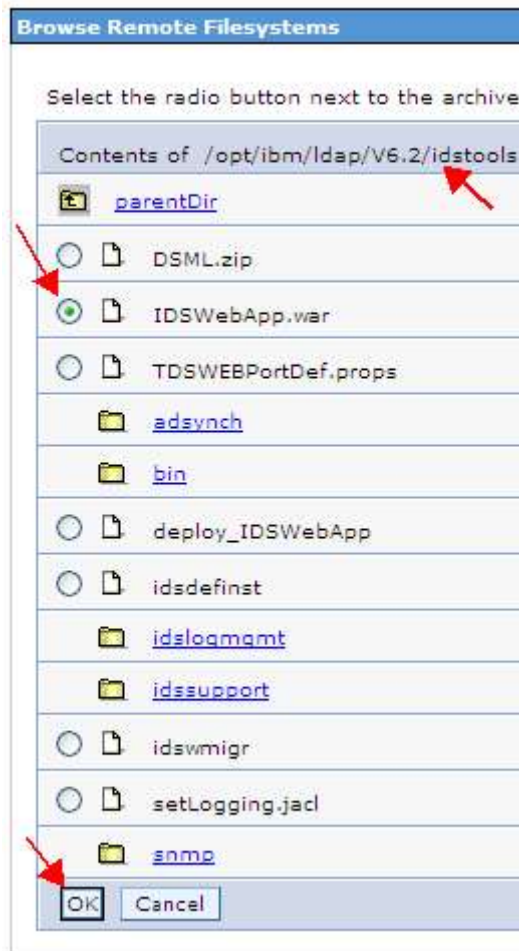 Browse Remote Filesystems
Select the radio button next to the archive
Contents of /opt/ibm/ldap/V6.2/idstools
parentDir
DSML.zip
IDSWebApp.war
TDSWEBPortDef.props
adsynch
bin
deploy_IDSWebApp
idsdefinst
idslogmgmt
idssupport
idswmigr
setLogging.jacl
snmp
OK Cancel